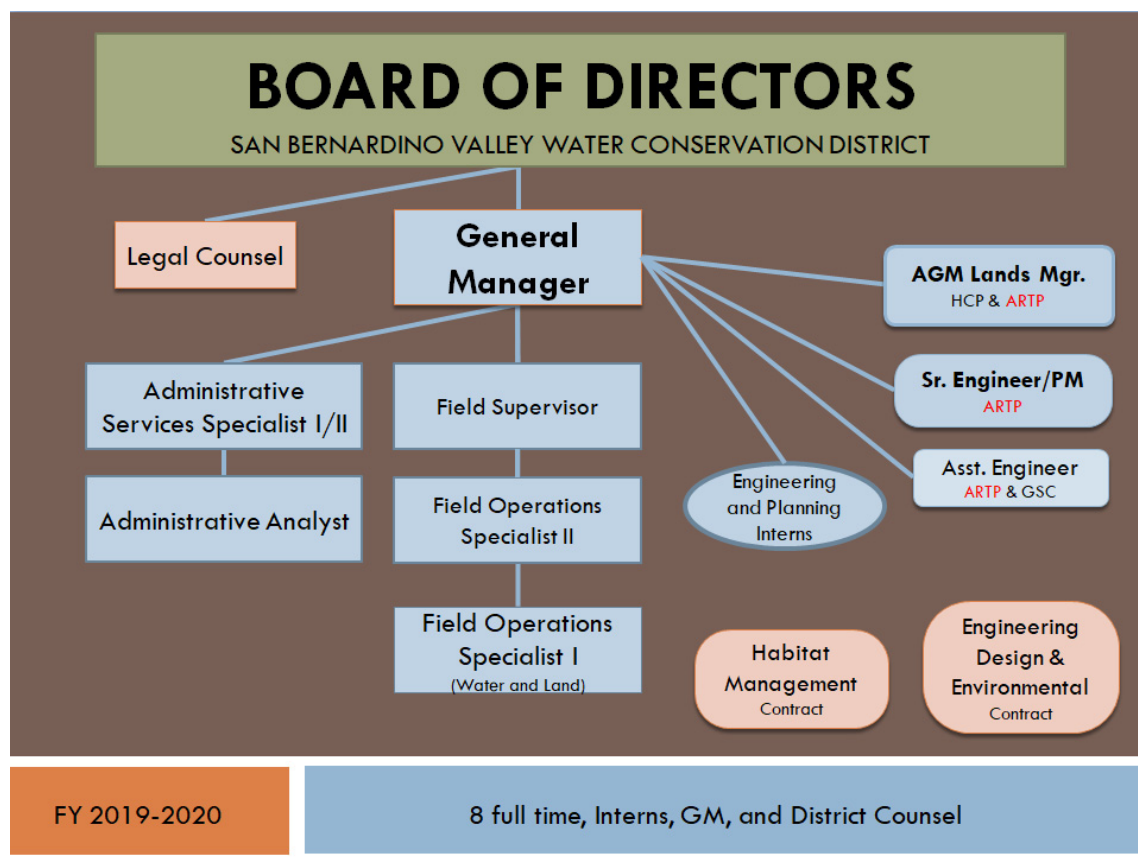 BOARD OF DIRECTORS
SAN BERNARDINO VALLEY WATER CONSERVATION DISTRICT
Legal Counsel
General
Manager
AGM Lands Mgr.
HCP & ARTP
Sr. Engineer/PM
ARTP
Asst. Engineer
ARTP & GSC
Engineering
and Planning
Interns
Administrative
Services Specialist I/II
Administrative Analyst
Field Supervisor
Field Operations
Specialist II
Field Operations
Specialist I
(Water and Land)
Habitat
Management
Contract
Engineering
Design &
Environmental
Contract
FY 2019-2020
8 full time, Interns, GM, and District Counsel